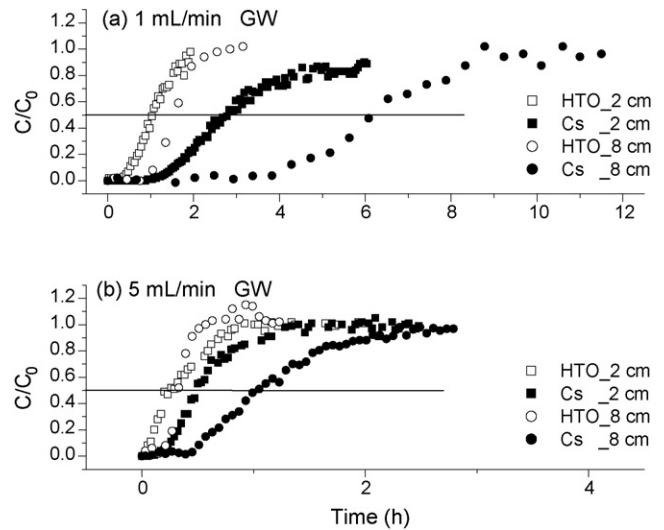 (a) 1 mL/min GW
1.2
1.0
0.8
0.6
0.4
0.2
0.0
C/C0
HTO_2 cm
Cs _2 cm
HTO_8 cm
Cs _8 cm
0 2 4 6 8 10 12
(b) 5 mL/min GW
1.2
1.0
0.8
0.6
0.4
0.2
0.0
C/C0
HTO_2 cm
Cs _2 cm
HTO_8 cm
Cs _8 cm
0 2 4
Time (h)